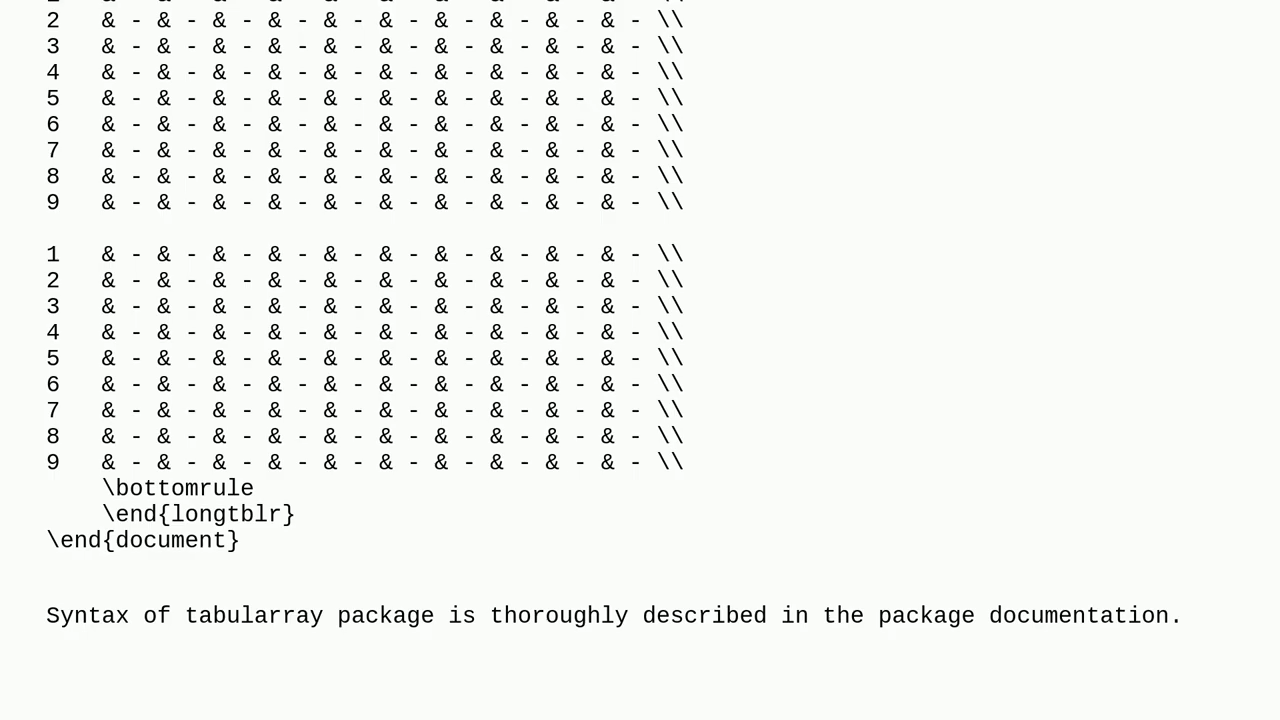 2   & - & - & - & - & - & - & - & - & - & - \\
3   & - & - & - & - & - & - & - & - & - & - \\
4   & - & - & - & - & - & - & - & - & - & - \\
5   & - & - & - & - & - & - & - & - & - & - \\
6   & - & - & - & - & - & - & - & - & - & - \\
7   & - & - & - & - & - & - & - & - & - & - \\
8   & - & - & - & - & - & - & - & - & - & - \\
9   & - & - & - & - & - & - & - & - & - & - \\

1   & - & - & - & - & - & - & - & - & - & - \\
2   & - & - & - & - & - & - & - & - & - & - \\
3   & - & - & - & - & - & - & - & - & - & - \\
4   & - & - & - & - & - & - & - & - & - & - \\
5   & - & - & - & - & - & - & - & - & - & - \\
6   & - & - & - & - & - & - & - & - & - & - \\
7   & - & - & - & - & - & - & - & - & - & - \\
8   & - & - & - & - & - & - & - & - & - & - \\
9   & - & - & - & - & - & - & - & - & - & - \\
    \bottomrule
    \end{longtblr}
\end{document}

Syntax of tabularray package is thoroughly described in the package documentation.